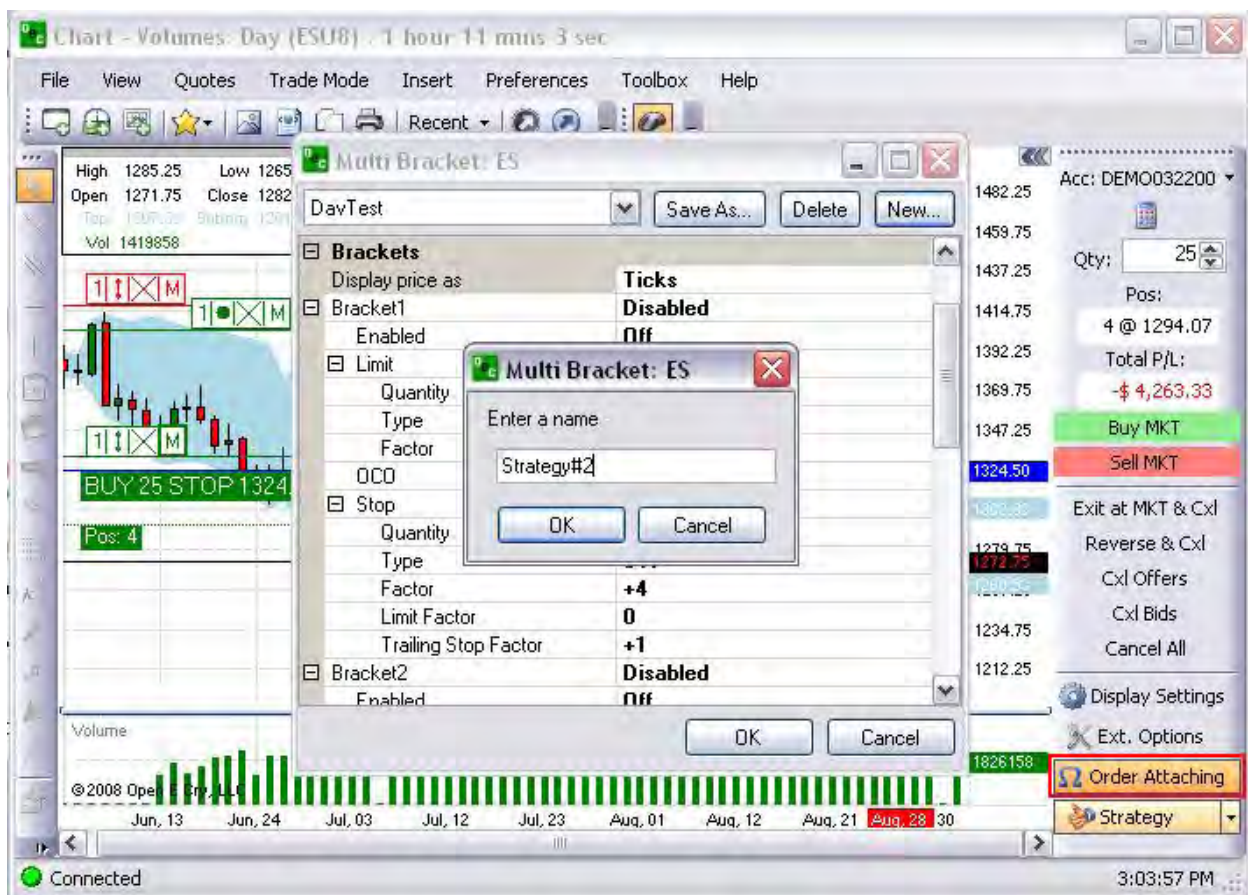 Chart - Volumes: Day (ESU8) . 1 hour 11 mins 3 sec
File View Quotes Trade Mode Insert Preferences Toolbox Help
Recent
High 1285.25 Low 1265
Open 1271.75 Close 1282
Vol 1419858
1 M
1 M
1 M
BUY 25 STOP 1324.
Pos: 4
Multi Bracket: ES
DavTest Save As... Delete New...
Brackets
Display price as Ticks
Bracket1 Disabled
Enabled Off
Limit
Quantity
Type
Factor
OCO
Stop
Quantity
Type
Factor +4
Limit Factor 0
Trailing Stop Factor +1
Bracket2 Disabled
Enabled Off
OK Cancel
Multi Bracket: ES
Enter a name
Strategy#2
OK Cancel
1482.25
1459.75
1437.25
1414.75
1392.25
1369.75
1347.25
1324.50
1279.75
1272.75
1234.75
1212.25
1826158
Acc: DEMO032200
Qty: 25
Pos:
4 @ 1294.07
Total P/L:
-$ 4,263.33
Buy MKT
Sell MKT
Exit at MKT & Cxl
Reverse & Cxl
Cxl Offers
Cxl Bids
Cancel All
Display Settings
Ext. Options
Order Attaching
Strategy
Volume
©2008 Open E Cry, LLC
Jun, 13 Jun, 24 Jul, 03 Jul, 12 Jul, 23 Aug, 01 Aug, 12 Aug, 21 Aug, 28 30
Connected 3:03:57 PM